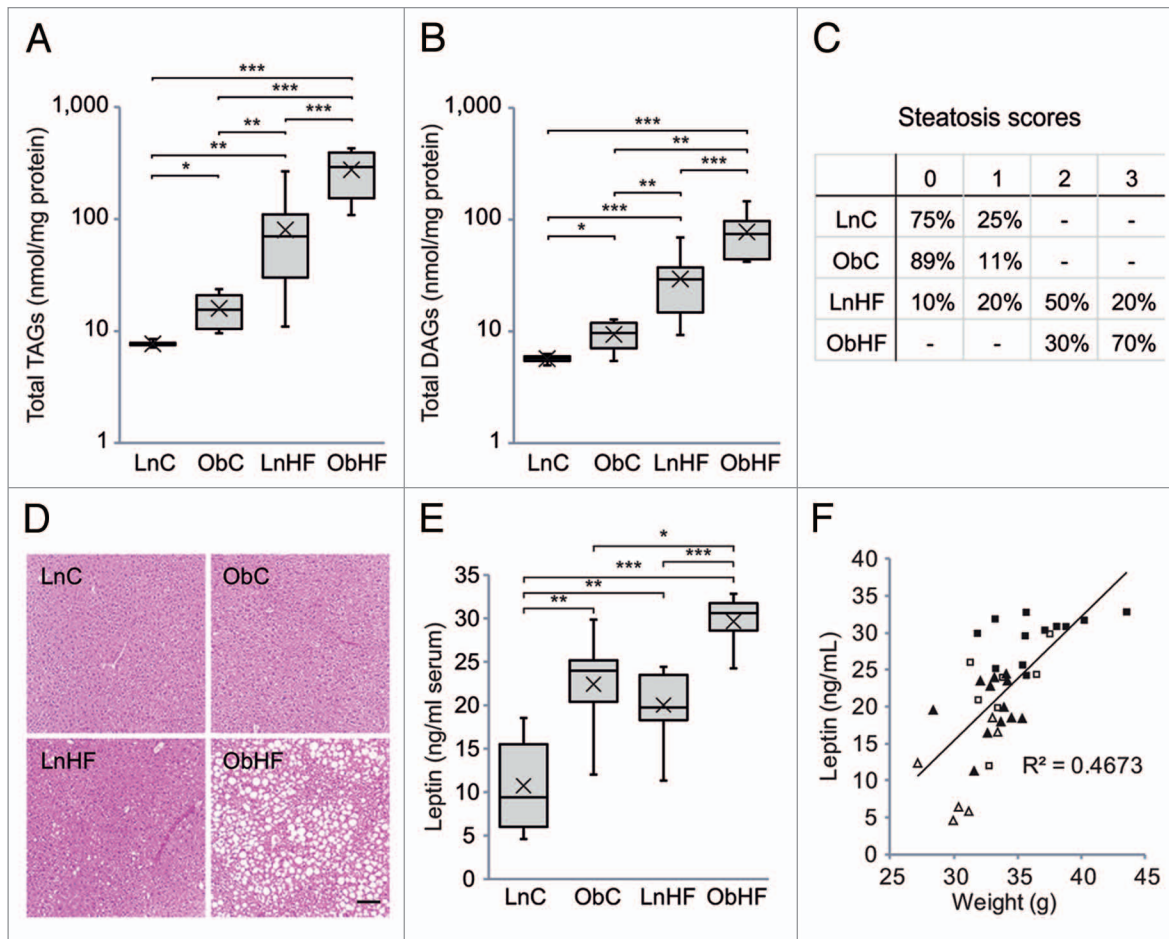 A
***
***
**
***
**
*
1,000
100
10
1
Total TAGs (nmol/mg protein)
LnC ObC LnHF ObHF
B
***
**
***
**
***
*
1,000
100
10
1
Total DAGs (nmol/mg protein)
LnC ObC LnHF ObHF
C
Steatosis scores
0 1 2 3
LnC 75% 25% - -
ObC 89% 11% - -
LnHF 10% 20% 50% 20%
ObHF - - 30% 70%
D
LnC ObC
LnHF ObHF
E
*
***
***
**
**
35
30
25
20
15
10
5
0
Leptin (ng/ml serum)
LnC ObC LnHF ObHF
F
40
35
30
25
20
15
10
5
0
Leptin (ng/mL)
R² = 0.4673
25 30 35 40 45
Weight (g)